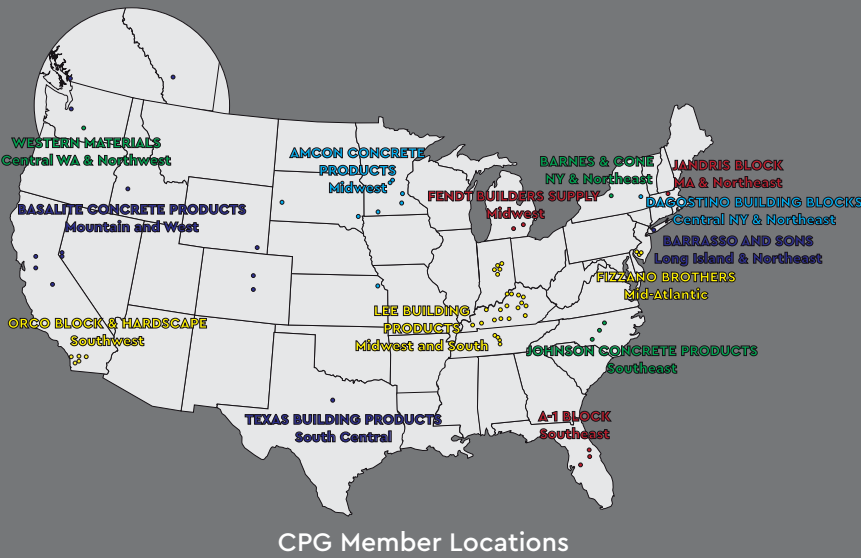 WESTERN MATERIALS
Central WA & Northwest
AMCON CONCRETE
PRODUCTS
Midwest
BARNES & CONE
NY & Northeast
JANDRIS BLOCK
MA & Northeast
FENDT BUILDERS SUPPLY
Midwest
DAGOSTINO BUILDING BLOCKS
Central NY & Northeast
BASALITE CONCRETE PRODUCTS
Mountain and West
BARRASSO AND SONS
Long Island & Northeast
FIZZANO BROTHERS
Mid-Atlantic
ORCO BLOCK & HARDSCAPE
Southwest
LEE BUILDING
PRODUCTS
Midwest and South
JOHNSON CONCRETE PRODUCTS
Southeast
TEXAS BUILDING PRODUCTS
South Central
A-1 BLOCK
Southeast
CPG Member Locations